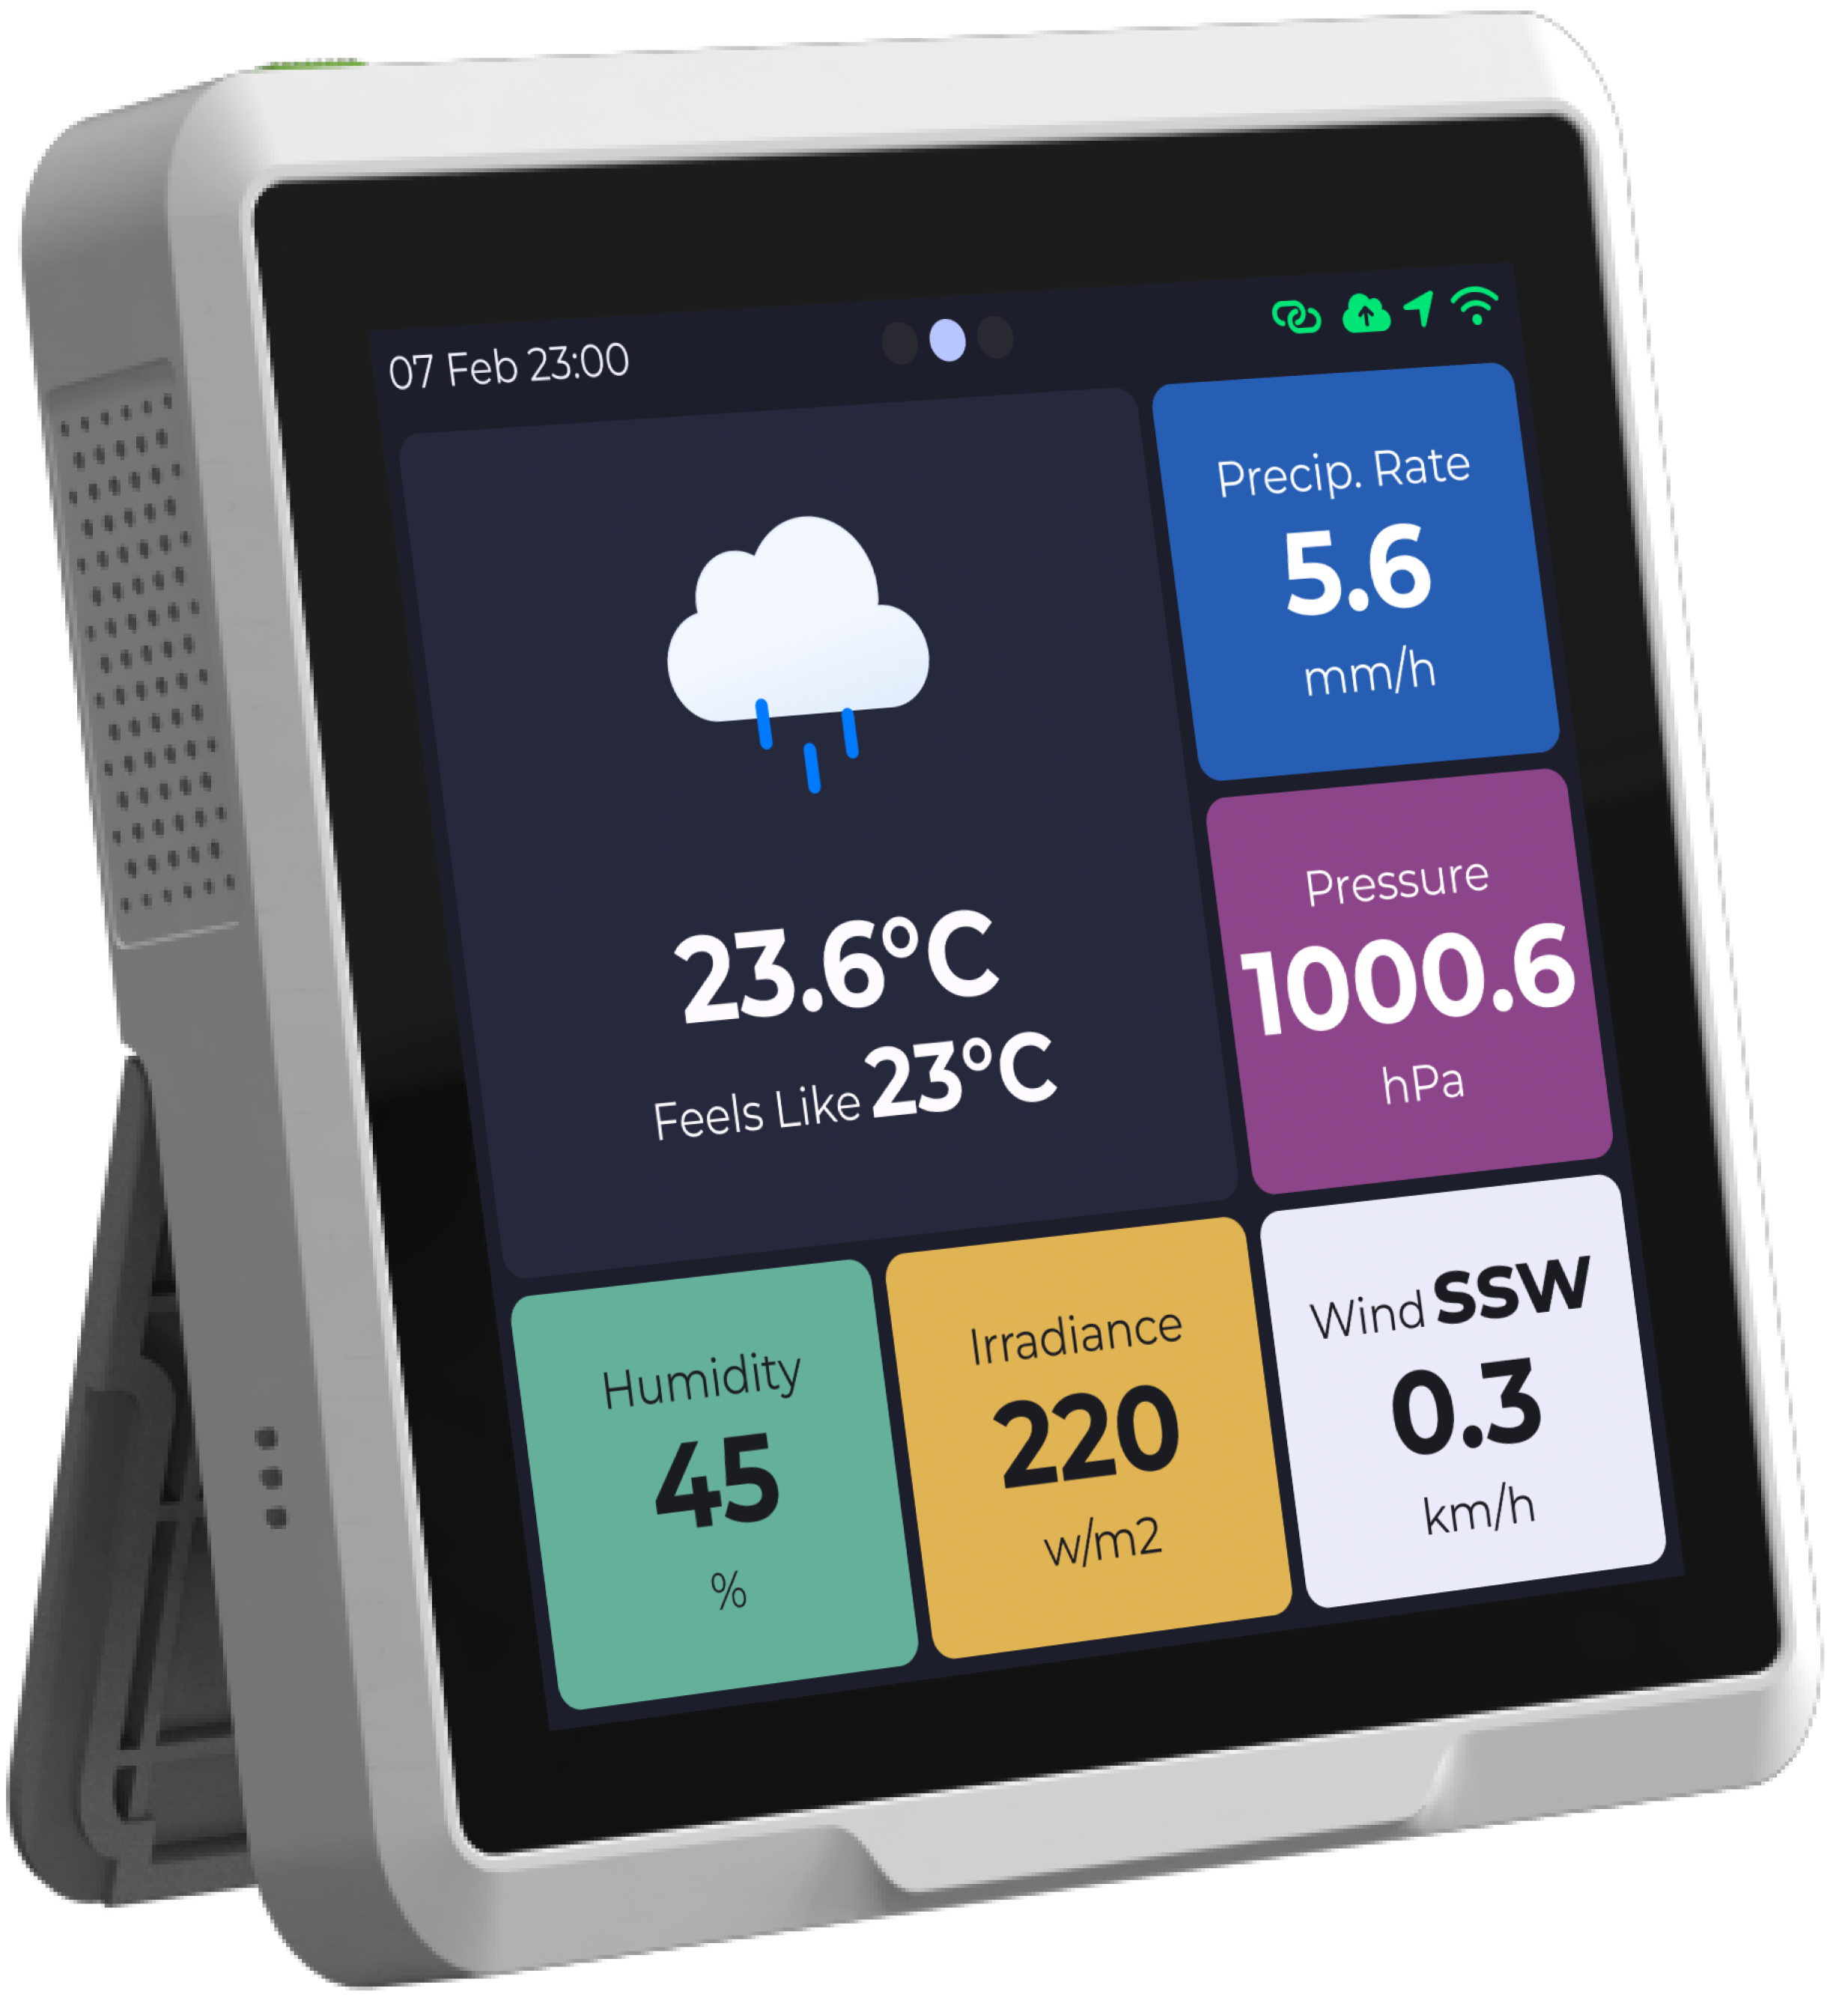 07 Feb 23:00
23.6°C
Feels Like 23°C
Precip. Rate
5.6
mm/h
Pressure
1000.6
hPa
Humidity
45
%
Irradiance
220
w/m2
Wind SSW
0.3
km/h